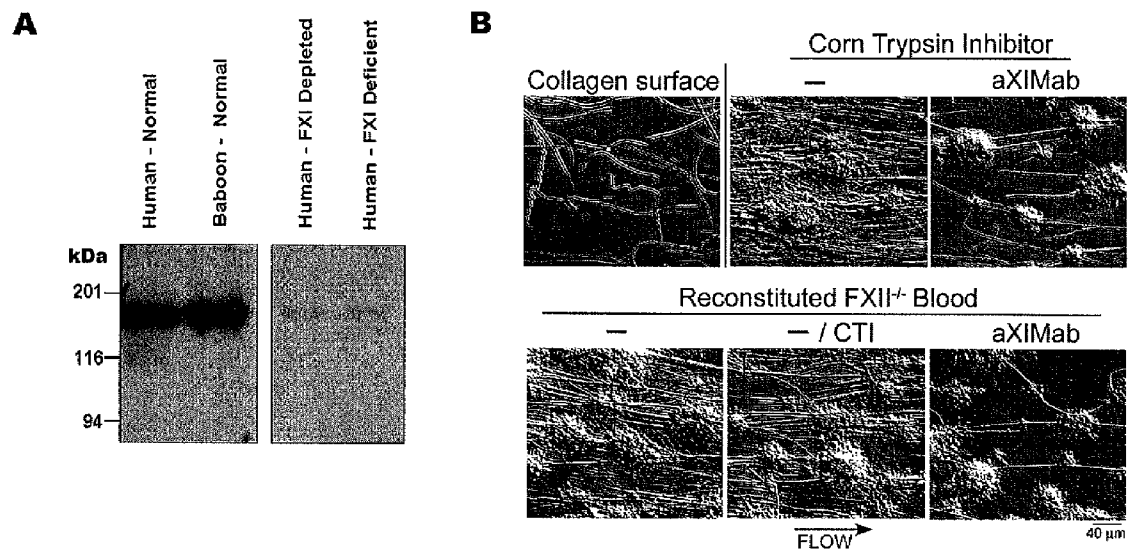 A
Human - Normal
Baboon - Normal
Human - FXI Depleted
Human - FXI Deficient
kDa
201
116
94
B
Corn Trypsin Inhibitor
Collagen surface
–
aXIMab
Reconstituted FXII-/- Blood
–
– / CTI
aXIMab
FLOW
40 µm